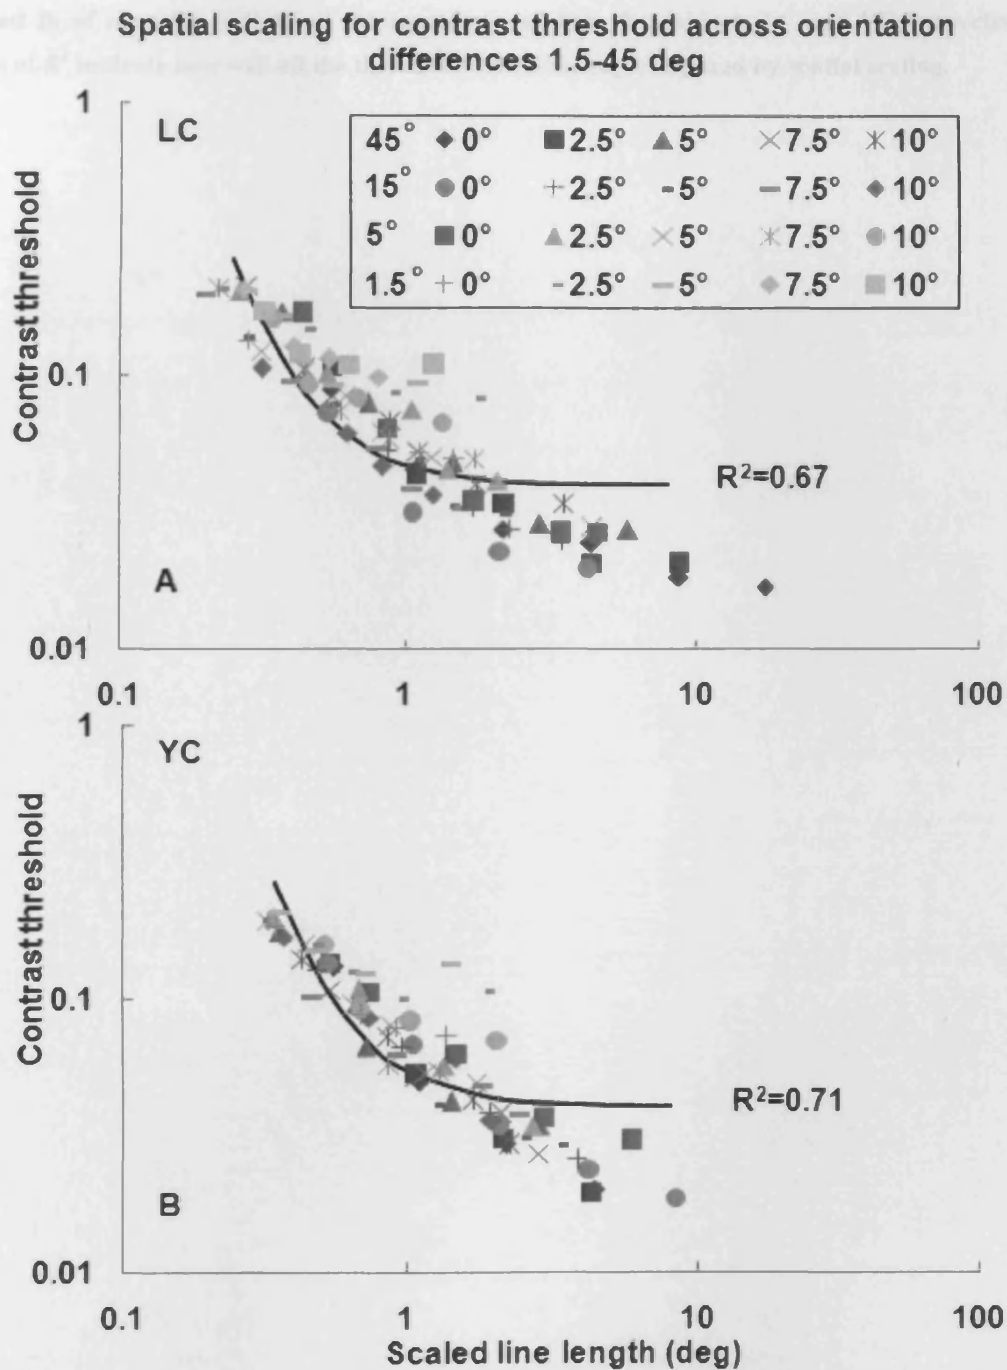 Spatial scaling for contrast threshold across orientation
differences 1.5-45 deg
1
LC
45° 0° 2.5° 5° 7.5° 10°
15° 0° 2.5° 5° 7.5° 10°
5° 0° 2.5° 5° 7.5° 10°
1.5° 0° 2.5° 5° 7.5° 10°
Contrast threshold
0.1
R²=0.67
A
0.01
0.1 1 10 100
1
YC
Contrast threshold
0.1
R²=0.71
B
0.01
0.1 1 10 100
Scaled line length (deg)